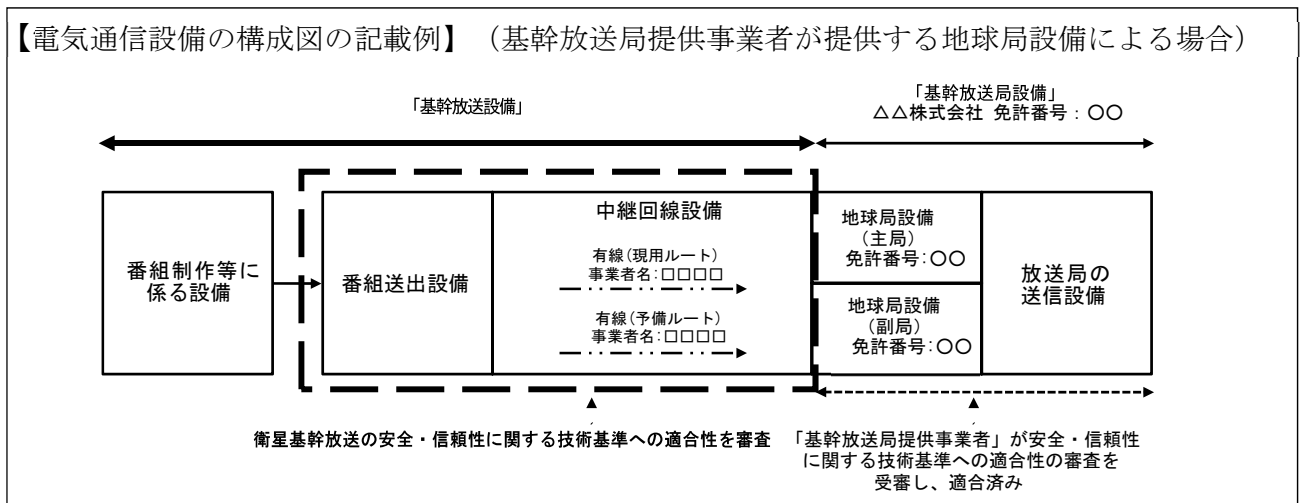 【電気通信設備の構成図の記載例】（基幹放送局提供事業者が提供する地球局設備による場合）
「基幹放送設備」
「基幹放送局設備」
△△株式会社 免許番号：〇〇
番組制作等に
係る設備
番組送出設備
中継回線設備
有線(現用ルート)
事業者名:□□□□
有線(予備ルート)
事業者名:□□□□
地球局設備
(主局)
免許番号:〇〇
地球局設備
(副局)
免許番号:〇〇
放送局の
送信設備
衛星基幹放送の安全・信頼性に関する技術基準への適合性を審査
「基幹放送局提供事業者」が安全・信頼性
に関する技術基準への適合性の審査を
受審し、適合済み